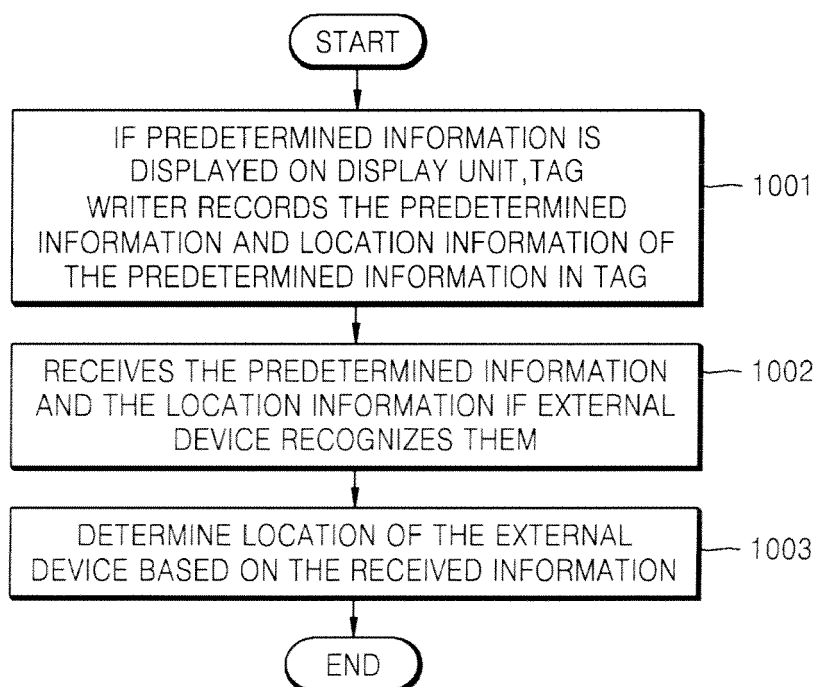 START
IF PREDETERMINED INFORMATION IS
DISPLAYED ON DISPLAY UNIT,TAG
WRITER RECORDS THE PREDETERMINED
INFORMATION AND LOCATION INFORMATION OF
THE PREDETERMINED INFORMATION IN TAG
1001
RECEIVES THE PREDETERMINED INFORMATION
AND THE LOCATION INFORMATION IF EXTERNAL
DEVICE RECOGNIZES THEM
1002
DETERMINE LOCATION OF THE EXTERNAL
DEVICE BASED ON THE RECEIVED INFORMATION
1003
END